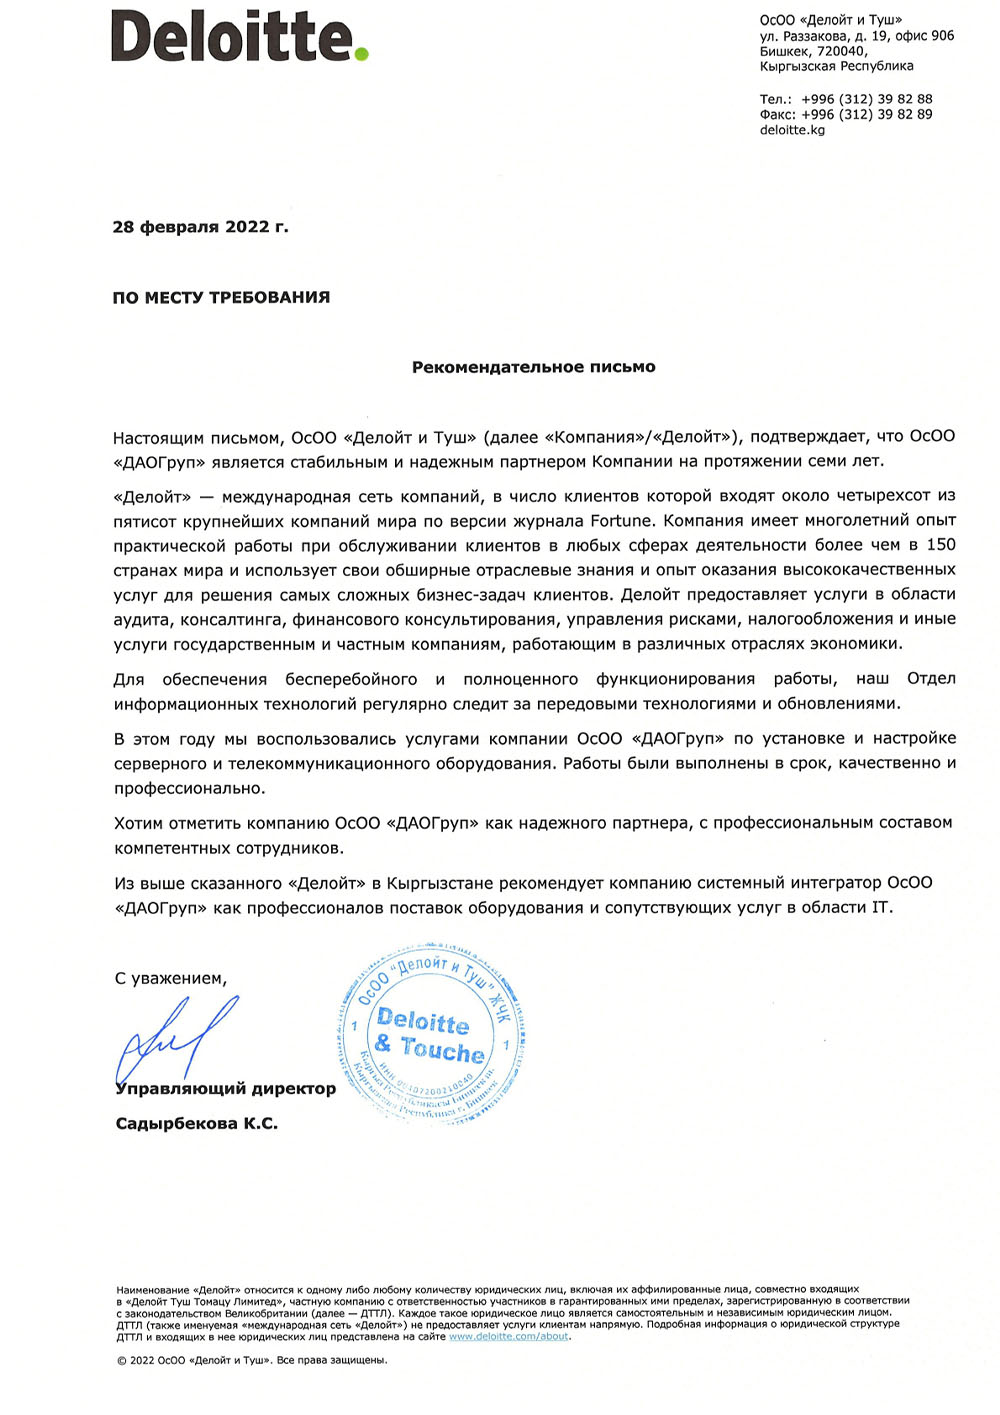 Deloitte.
ОсОО «Делойт и Туш»
ул. Раззакова, д. 19, офис 906
Бишкек, 720040,
Кыргызская Республика
Тел.: +996 (312) 39 82 88
Факс: +996 (312) 39 82 89
deloitte.kg
28 февраля 2022 г.
ПО МЕСТУ ТРЕБОВАНИЯ
Рекомендательное письмо
Настоящим письмом, ОсОО «Делойт и Туш» (далее «Компания»/«Делойт»), подтверждает, что ОсОО
«ДАОГруп» является стабильным и надежным партнером Компании на протяжении семи лет.
«Делойт» — международная сеть компаний, в число клиентов которой входят около четырехсот из
пятисот крупнейших компаний мира по версии журнала Fortune. Компания имеет многолетний опыт
практической работы при обслуживании клиентов в любых сферах деятельности более чем в 150
странах мира и использует свои обширные отраслевые знания и опыт оказания высококачественных
услуг для решения самых сложных бизнес-задач клиентов. Делойт предоставляет услуги в области
аудита, консалтинга, финансового консультирования, управления рисками, налогообложения и иные
услуги государственным и частным компаниям, работающим в различных отраслях экономики.
Для обеспечения бесперебойного и полноценного функционирования работы, наш Отдел
информационных технологий регулярно следит за передовыми технологиями и обновлениями.
В этом году мы воспользовались услугами компании ОсОО «ДАОГруп» по установке и настройке
серверного и телекоммуникационного оборудования. Работы были выполнены в срок, качественно и
профессионально.
Хотим отметить компанию ОсОО «ДАОГруп» как надежного партнера, с профессиональным составом
компетентных сотрудников.
Из выше сказанного «Делойт» в Кыргызстане рекомендует компанию системный интегратор ОсОО
«ДАОГруп» как профессионалов поставок оборудования и сопутствующих услуг в области IT.
С уважением,
ОсОО "Делойт и Туш" ЖЧК
1
Deloitte
& Touche
1
ИНН
Кыргыз Республикасы Бишкек ш.
Кыргызская Республика г. Бишкек
Управляющий директор
Садырбекова К.С.
Наименование «Делойт» относится к одному либо любому количеству юридических лиц, включая их аффилированные лица, совместно входящих
в «Делойт Туш Томацу Лимитед», частную компанию с ответственностью участников в гарантированных ими пределах, зарегистрированную в соответствии
с законодательством Великобритании (далее — ДТТЛ). Каждое такое юридическое лицо является самостоятельным и независимым юридическим лицом.
ДТТЛ (также именуемая «международная сеть «Делойт») не предоставляет услуги клиентам напрямую. Подробная информация о юридической структуре
ДТТЛ и входящих в нее юридических лиц представлена на сайте www.deloitte.com/about.
© 2022 ОсОО «Делойт и Туш». Все права защищены.